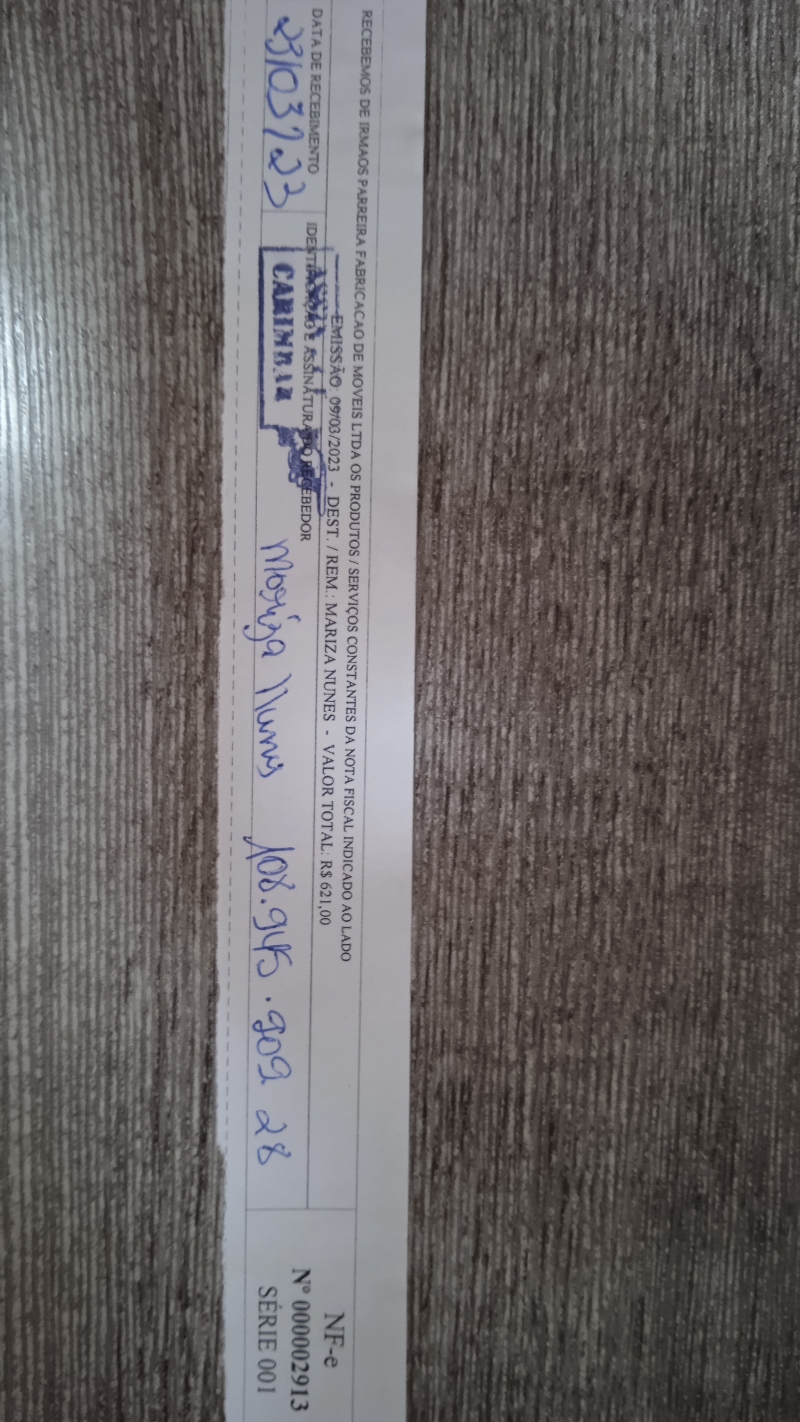 RECEBEMOS DE IRMAOS PARREIRA FABRICACAO DE MOVEIS LTDA OS PRODUTOS / SERVIÇOS CONSTANTES DA NOTA FISCAL INDICADO AO LADO
EMISSÃO: 09/03/2023 - DEST. / REM.: MARIZA NUNES - VALOR TOTAL: R$ 621,00
DATA DE RECEBIMENTO
IDENTIFICAÇÃO E ASSINATURA DO RECEBEDOR
23/03/23
CARIMBAR
Mariza Nunes 108.945.909 28
NF-e
Nº 000002913
SÉRIE 001